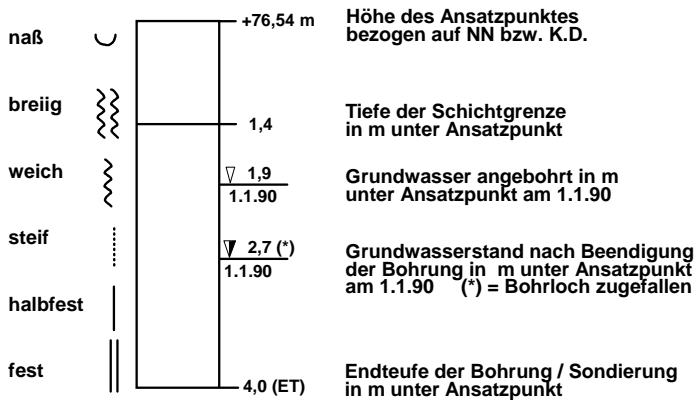 naß
breiig
weich
steif
halbfest
fest
+76,54 m
1,4
1,9
1.1.90
2,7 (*)
1.1.90
4,0 (ET)
Höhe des Ansatzpunktes
bezogen auf NN bzw. K.D.
Tiefe der Schichtgrenze
in m unter Ansatzpunkt
Grundwasser angebohrt in m
unter Ansatzpunkt am 1.1.90
Grundwasserstand nach Beendigung
der Bohrung in m unter Ansatzpunkt
am 1.1.90 (*) = Bohrloch zugefallen
Endteufe der Bohrung / Sondierung
in m unter Ansatzpunkt